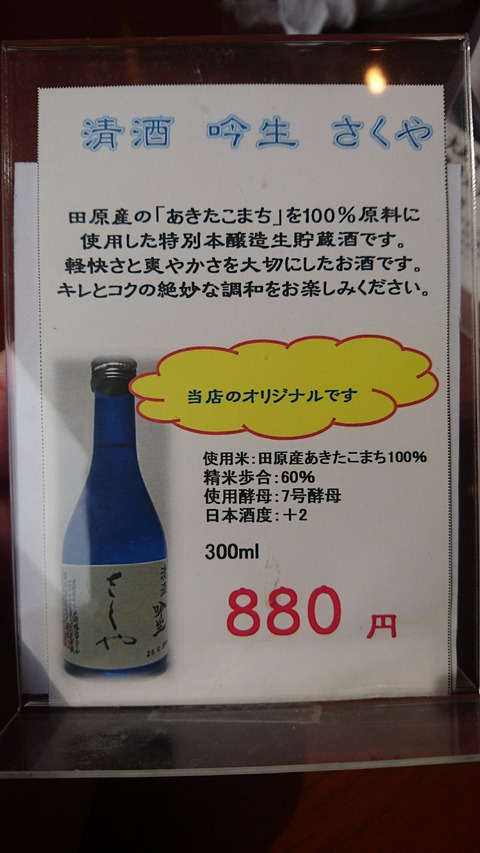 清酒 吟生 さくや
田原産の「あきたこまち」を100％原料に
使用した特別本醸造生貯蔵酒です。
軽快さと爽やかさを大切にしたお酒です。
キレとコクの絶妙な調和をお楽しみください。
当店のオリジナルです
使用米：田原産あきたこまち100％
精米歩合：60％
使用酵母：7号酵母
日本酒度：＋2
300ml
880 円
清酒 吟生
さくや